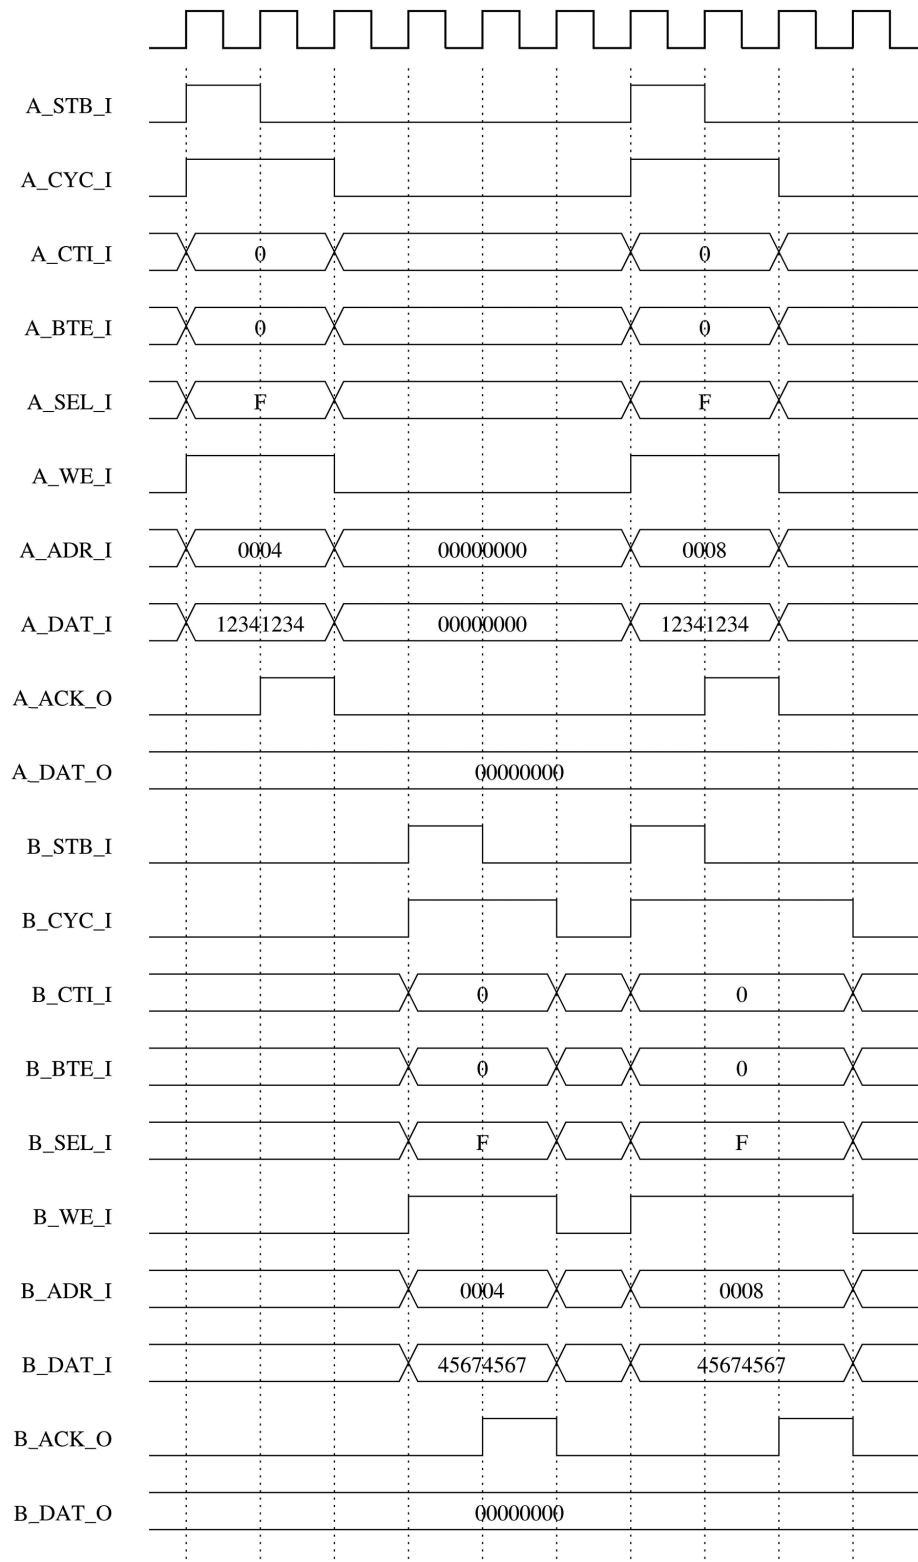 A_STB_I
A_CYC_I
A_CTI_I 0 0
A_BTE_I 0 0
A_SEL_I F F
A_WE_I
A_ADR_I 0004 00000000 0008
A_DAT_I 12341234 00000000 12341234
A_ACK_O
A_DAT_O 00000000
B_STB_I
B_CYC_I
B_CTI_I 0 0
B_BTE_I 0 0
B_SEL_I F F
B_WE_I
B_ADR_I 0004 0008
B_DAT_I 45674567 45674567
B_ACK_O
B_DAT_O 00000000